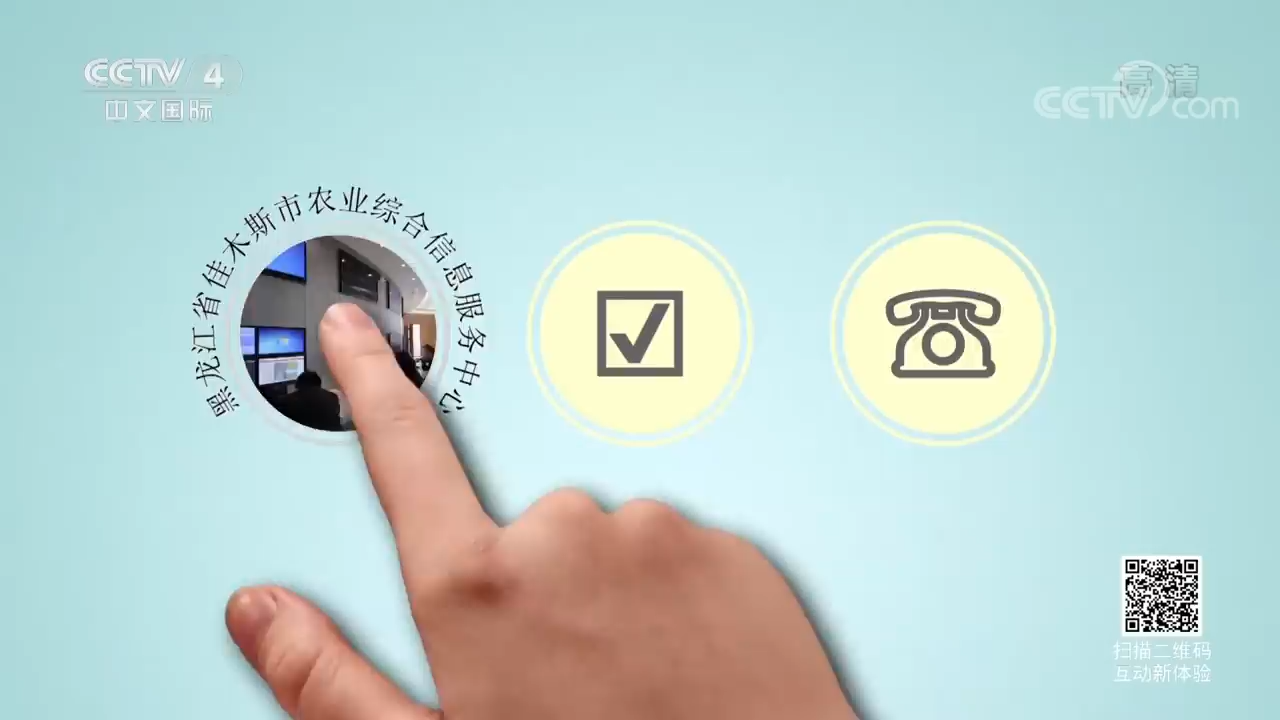 CCTV 4
中文国际
高清
CCTV.com
黑龙江省佳木斯市农业综合信息服务中心
扫描二维码
互动新体验